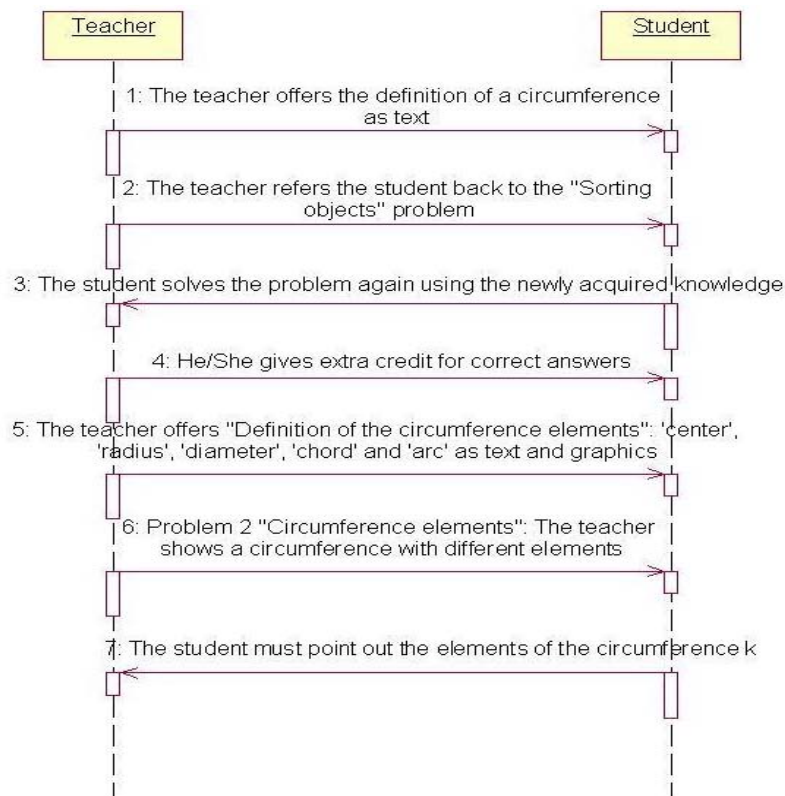 Teacher
Student
1: The teacher offers the definition of a circumference
as text
2: The teacher refers the student back to the "Sorting
objects" problem
3: The student solves the problem again using the newly acquired knowledge
4: He/She gives extra credit for correct answers
5: The teacher offers "Definition of the circumference elements": 'center',
'radius', 'diameter', 'chord' and 'arc' as text and graphics
6: Problem 2 "Circumference elements": The teacher
shows a circumference with different elements
7: The student must point out the elements of the circumference k